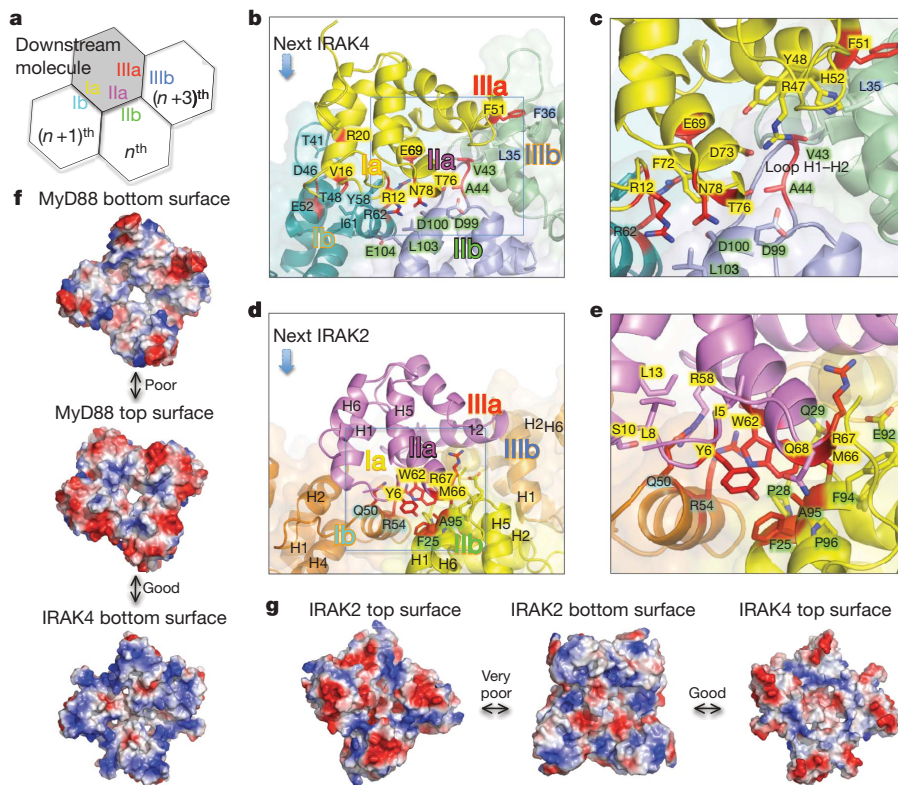 a
Downstream
molecule
IIIa
IIIb
Ia
Ib
IIa
IIb
(n+1)th
nth
(n+3)th
b
Next IRAK4
IIIa
F51
F36
T41
R20
E69
IIa
L35
IIIb
D46
V16
Ia
V43
T48
Y58
R12
N78
T76
A44
E52
I61
R62
D100
D99
Ib
E104
L103
IIb
c
F51
Y48
H52
R47
L35
E69
D73
V43
F72
Loop H1–H2
R12
N78
A44
T76
R62
D100
D99
L103
d
Next IRAK2
IIIa
H6
H5
H2
H6
H1
IIa
IIIb
Ia
W62
R67
H2
Y6
M66
H1
Q50
R54
A95
H5
Ib
F25
IIb
H2
H1
H4
H1
H6
e
L13
R58
I5
Q29
W62
E92
S10
L8
Y6
Q68
R67
M66
Q50
P28
F94
R54
A95
F25
P96
f
MyD88 bottom surface
Poor
MyD88 top surface
Good
IRAK4 bottom surface
g
IRAK2 top surface
IRAK2 bottom surface
IRAK4 top surface
Very
poor
Good